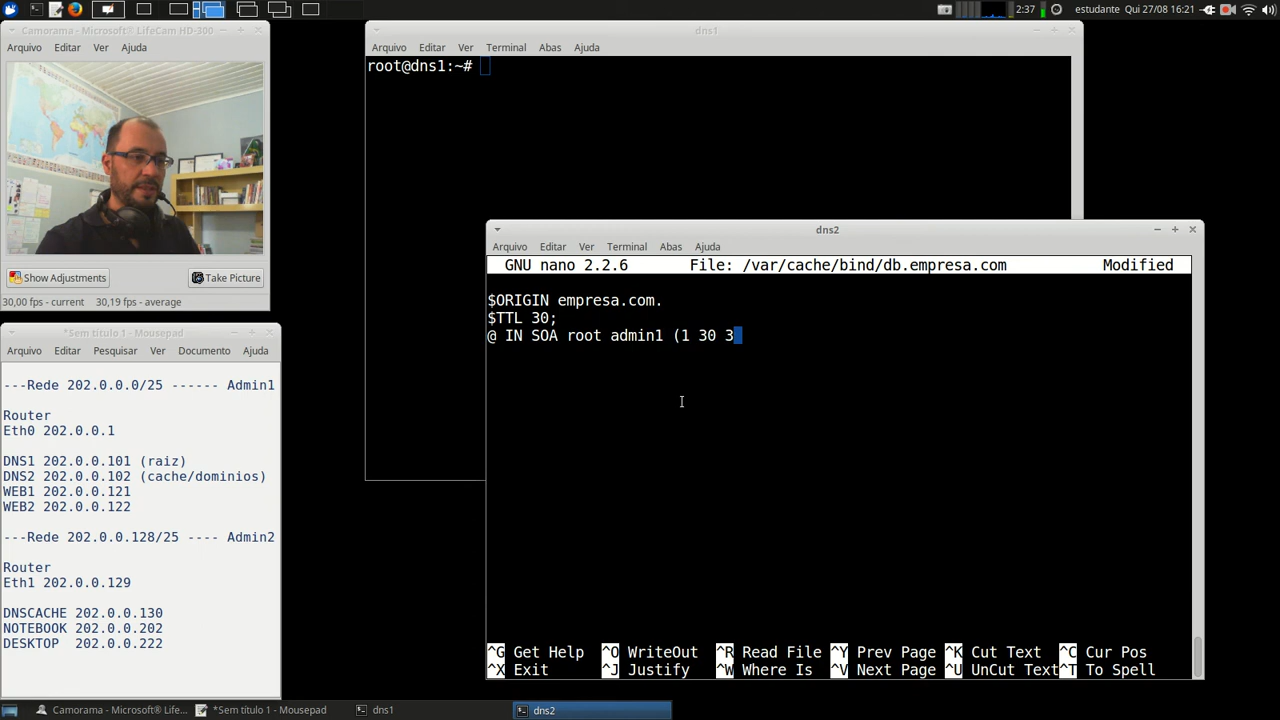 estudante Qui 27/08 16:21
2:37
Camorama - Microsoft® LifeCam HD-300
Arquivo Editar Ver Ajuda
Show Adjustments
Take Picture
30,00 fps - current 30,19 fps - average
dns1
Arquivo Editar Ver Terminal Abas Ajuda
root@dns1:~#
*Sem título 1 - Mousepad
Arquivo Editar Pesquisar Ver Documento Ajuda
---Rede 202.0.0.0/25 ------ Admin1
Router
Eth0 202.0.0.1
DNS1 202.0.0.101 (raiz)
DNS2 202.0.0.102 (cache/dominios)
WEB1 202.0.0.121
WEB2 202.0.0.122
---Rede 202.0.0.128/25 ---- Admin2
Router
Eth1 202.0.0.129
DNSCACHE 202.0.0.130
NOTEBOOK 202.0.0.202
DESKTOP 202.0.0.222
dns2
Arquivo Editar Ver Terminal Abas Ajuda
GNU nano 2.2.6 File: /var/cache/bind/db.empresa.com Modified
$ORIGIN empresa.com.
$TTL 30;
@ IN SOA root admin1 (1 30 3
^G Get Help ^O WriteOut ^R Read File ^Y Prev Page ^K Cut Text ^C Cur Pos
^X Exit ^J Justify ^W Where Is ^V Next Page ^U UnCut Text ^T To Spell
Camorama - Microsoft® LifeC...
*Sem título 1 - Mousepad
dns1
dns2